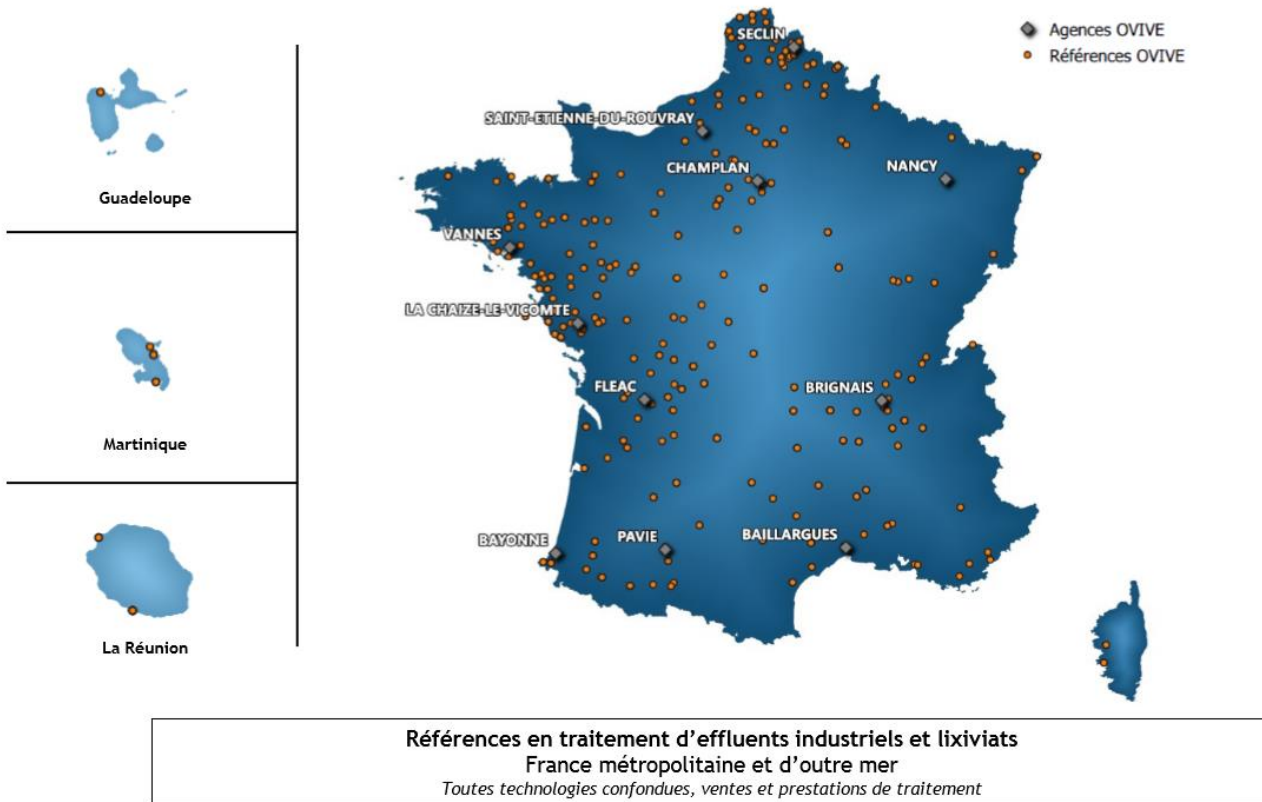 Agences OVIVE
Références OVIVE
SECLIN
SAINT-ETIENNE-DU-ROUVRAY
CHAMPLAN
NANCY
VANNES
LA CHAIZE-LE-VICOMTE
FLEAC
BRIGNAIS
BAYONNE
PAVIE
BAILLARGUES
Guadeloupe
Martinique
La Réunion
Références en traitement d’effluents industriels et lixiviats
France métropolitaine et d’outre mer
Toutes technologies confondues, ventes et prestations de traitement